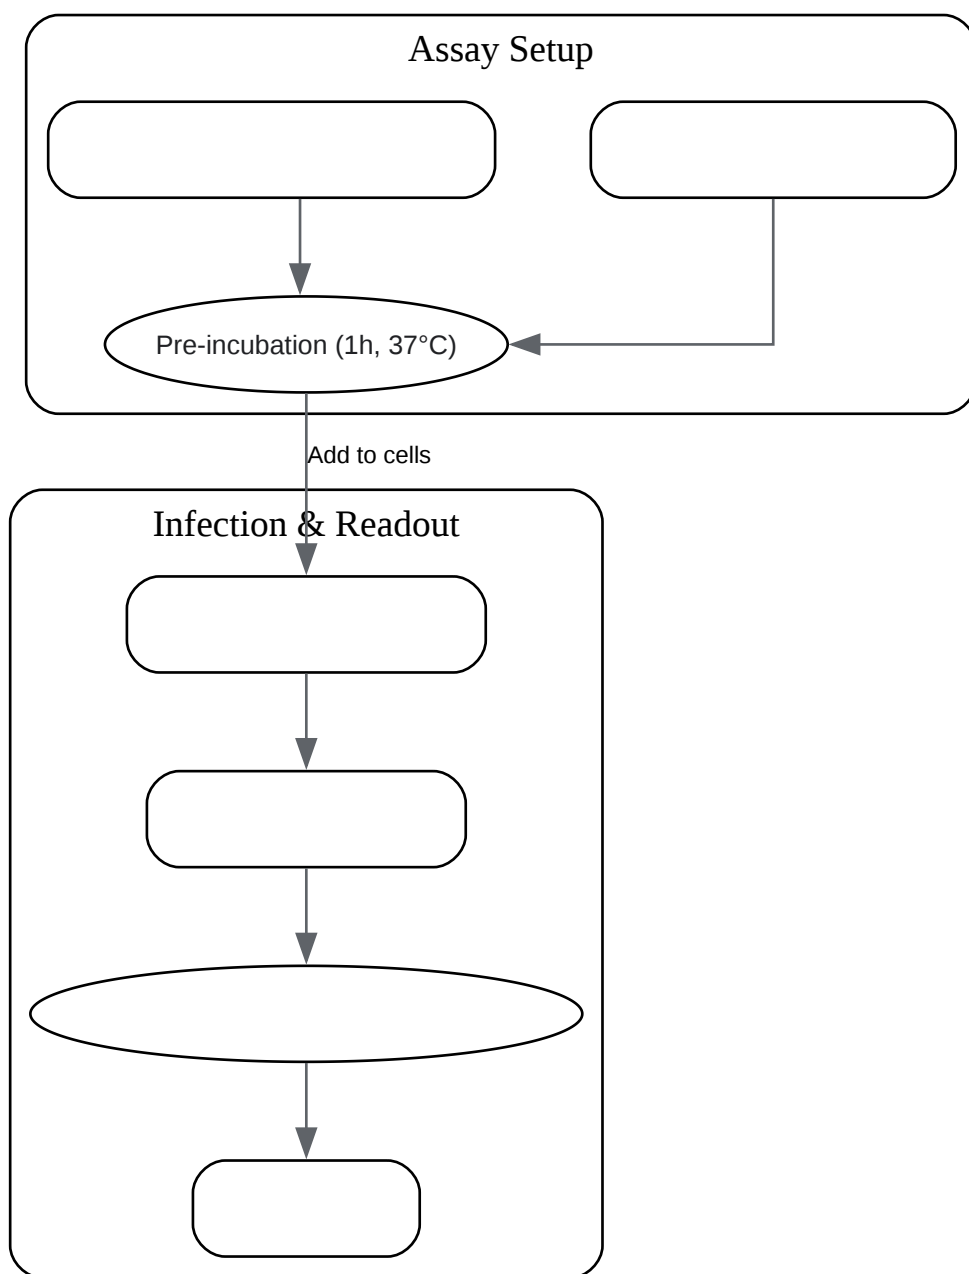 Assay Setup
Pre-incubation (1h, 37°C)
Add to cells
Infection & Readout